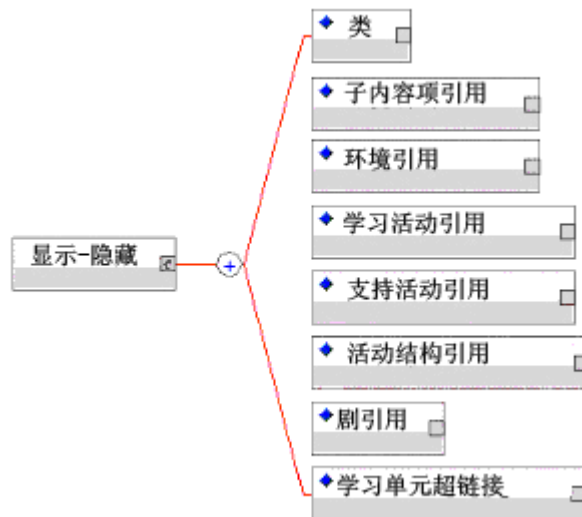 类
子内容项引用
环境引用
学习活动引用
显示-隐藏
支持活动引用
活动结构引用
剧引用
学习单元超链接